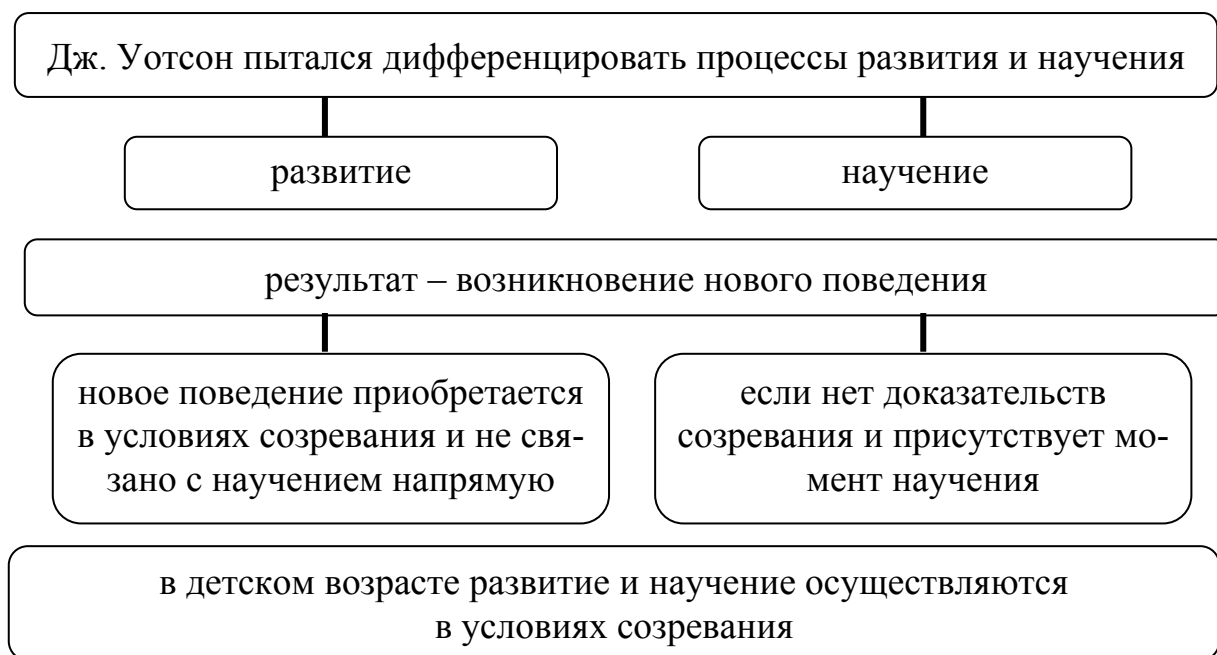 Дж. Уотсон пытался дифференцировать процессы развития и научения
развитие
научение
результат – возникновение нового поведения
новое поведение приобретается
в условиях созревания и не свя-
зано с научением напрямую
если нет доказательств
созревания и присутствует мо-
мент научения
в детском возрасте развитие и научение осуществляются
в условиях созревания